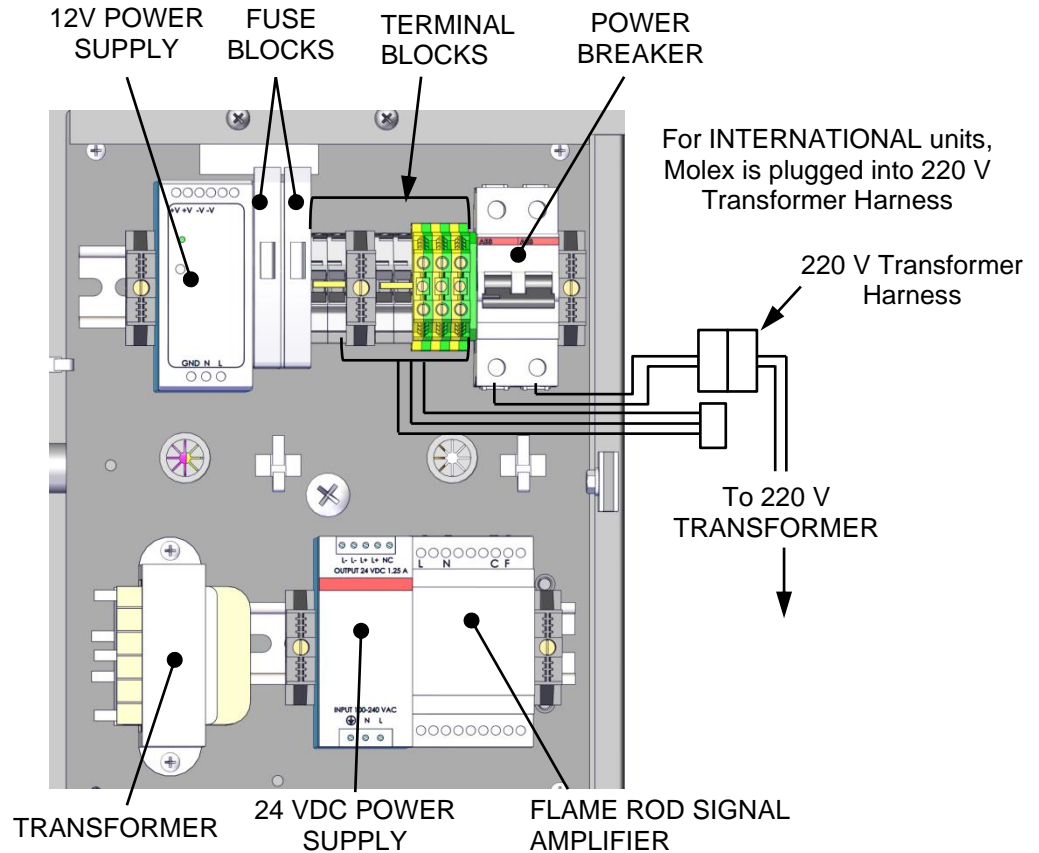 12V POWER
SUPPLY
FUSE
BLOCKS
TERMINAL
BLOCKS
POWER
BREAKER
For INTERNATIONAL units,
Molex is plugged into 220 V
Transformer Harness
220 V Transformer
Harness
+V +V -V -V
ABB ABB
GND N L
To 220 V
TRANSFORMER
L- L- L+ L+ NC
OUTPUT 24 VDC 1.25 A
L N C F
INPUT 100-240 VAC
N L
TRANSFORMER
24 VDC POWER
SUPPLY
FLAME ROD SIGNAL
AMPLIFIER